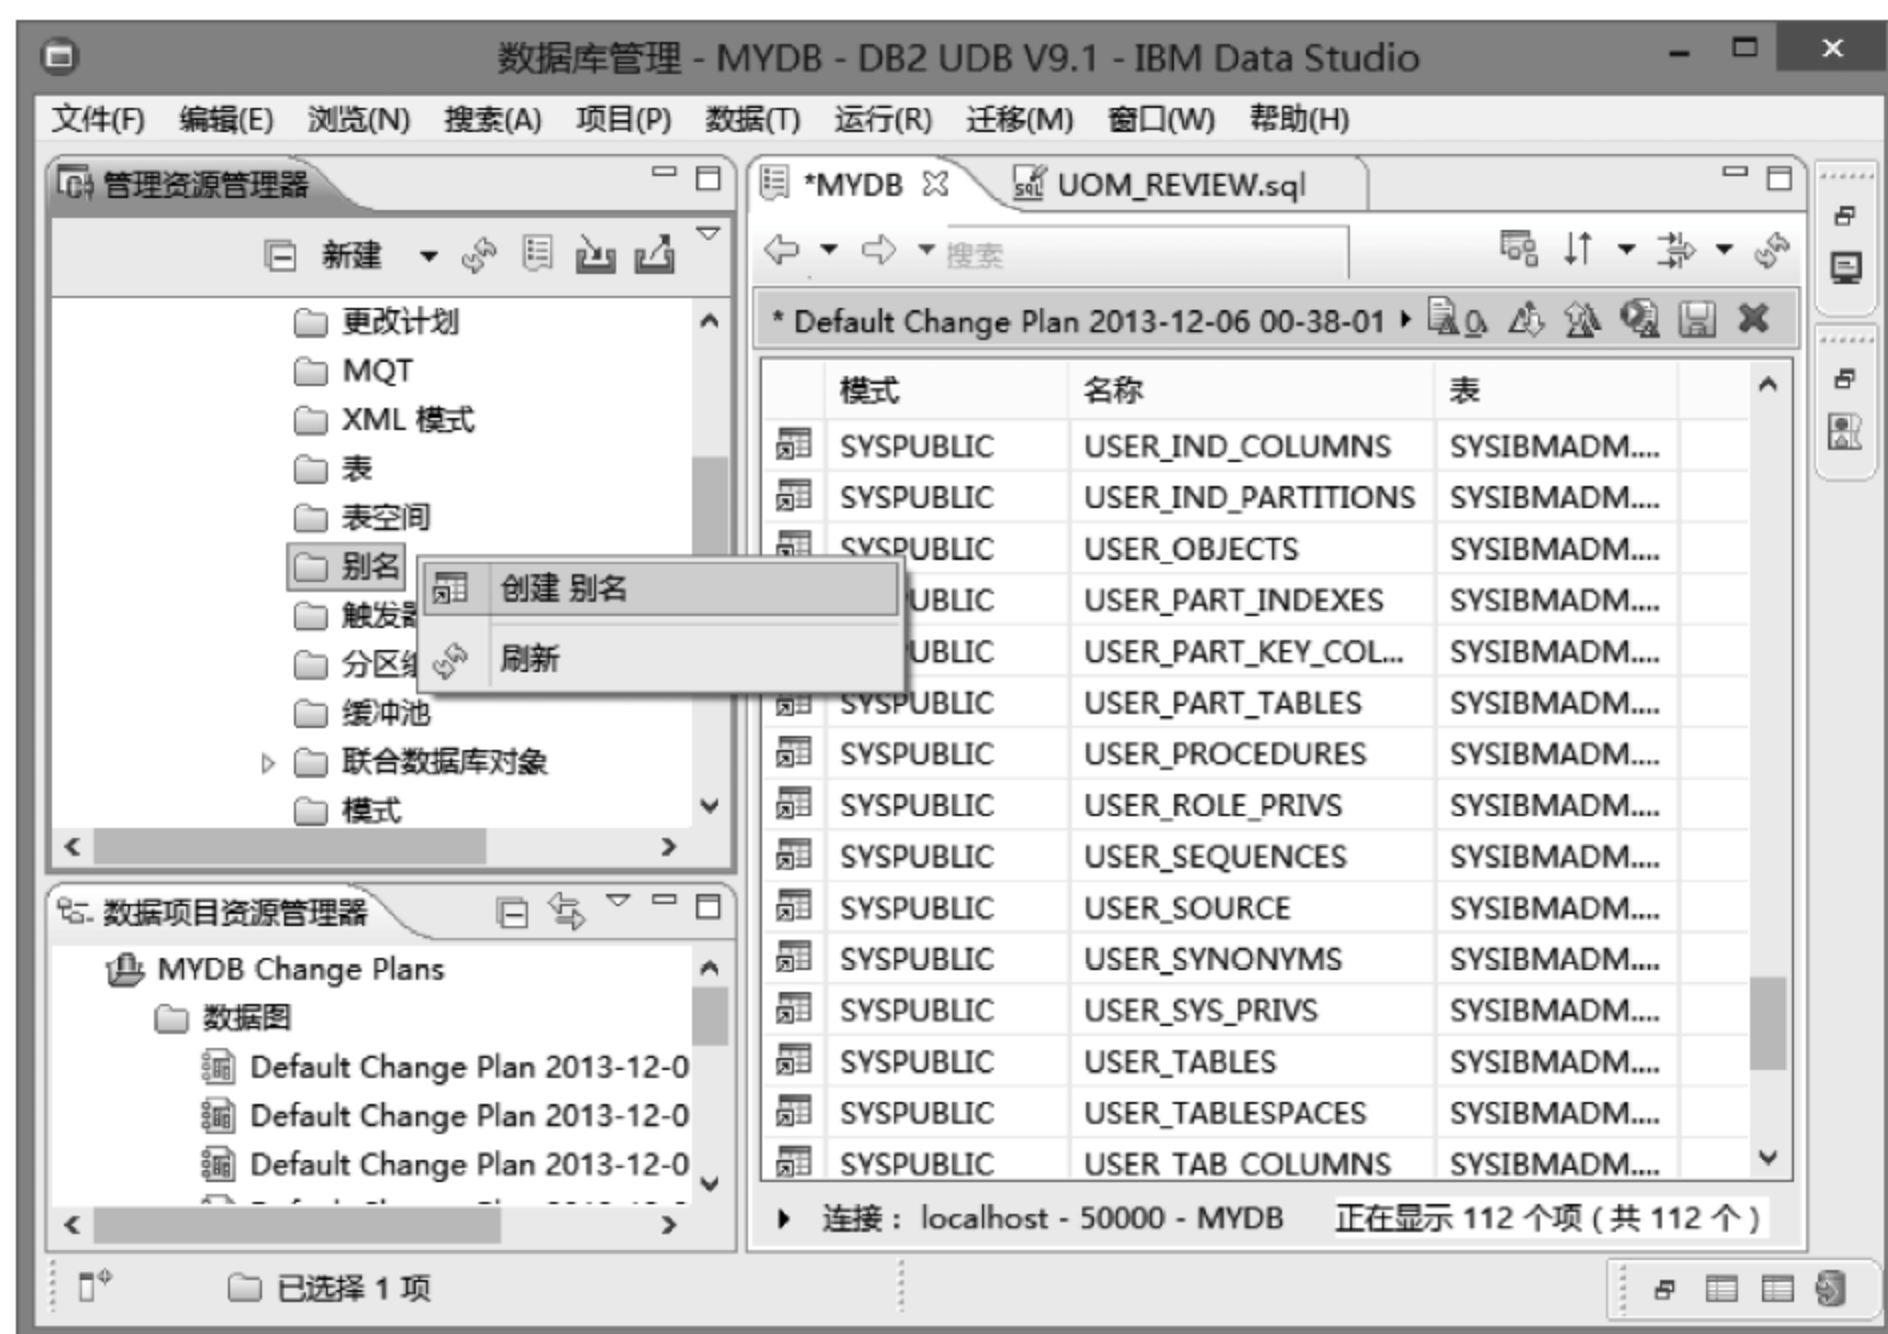 数据库管理 - MYDB - DB2 UDB V9.1 - IBM Data Studio
文件(F) 编辑(E) 浏览(N) 搜索(A) 项目(P) 数据(T) 运行(R) 迁移(M) 窗口(W) 帮助(H)
管理资源管理器
新建
更改计划
MQT
XML 模式
表
表空间
别名
触发器
分区
缓冲池
联合数据库对象
模式
创建 别名
刷新
数据项目资源管理器
MYDB Change Plans
数据图
Default Change Plan 2013-12-0
Default Change Plan 2013-12-0
Default Change Plan 2013-12-0
*MYDB UOM_REVIEW.sql
搜索
* Default Change Plan 2013-12-06 00-38-01 0
模式 名称 表
SYSPUBLIC USER_IND_COLUMNS SYSIBMADM....
SYSPUBLIC USER_IND_PARTITIONS SYSIBMADM....
SYSPUBLIC USER_OBJECTS SYSIBMADM....
UBLIC USER_PART_INDEXES SYSIBMADM....
UBLIC USER_PART_KEY_COL... SYSIBMADM....
SYSPUBLIC USER_PART_TABLES SYSIBMADM....
SYSPUBLIC USER_PROCEDURES SYSIBMADM....
SYSPUBLIC USER_ROLE_PRIVS SYSIBMADM....
SYSPUBLIC USER_SEQUENCES SYSIBMADM....
SYSPUBLIC USER_SOURCE SYSIBMADM....
SYSPUBLIC USER_SYNONYMS SYSIBMADM....
SYSPUBLIC USER_SYS_PRIVS SYSIBMADM....
SYSPUBLIC USER_TABLES SYSIBMADM....
SYSPUBLIC USER_TABLESPACES SYSIBMADM....
SYSPUBLIC USER_TAB_COLUMNS SYSIBMADM....
连接： localhost - 50000 - MYDB 正在显示 112 个项 ( 共 112 个 )
已选择 1 项